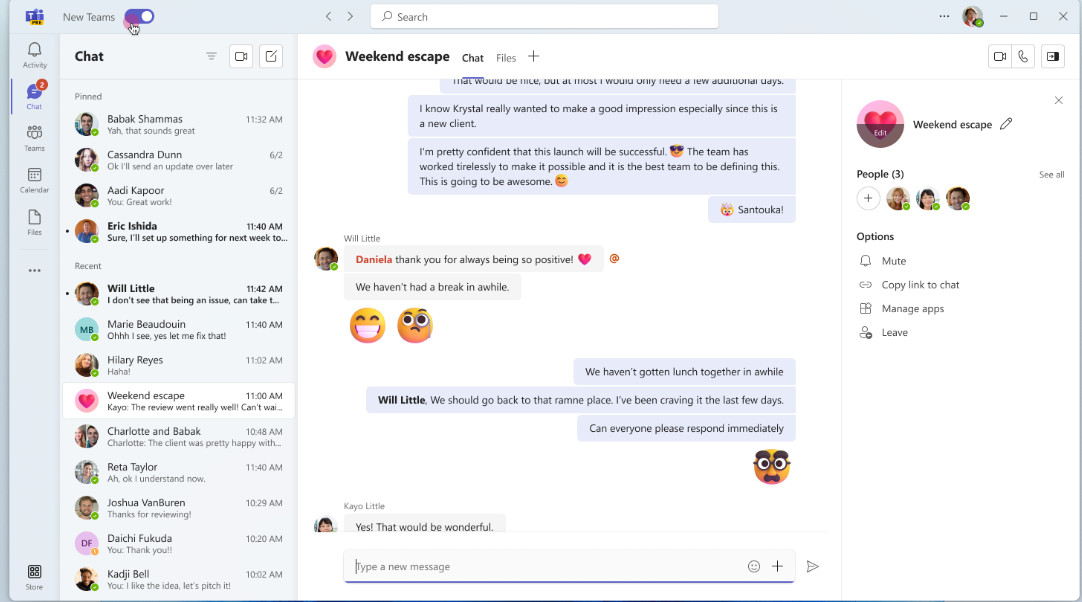 New Teams
Search
Activity
2
Chat
Teams
Calendar
Files
Store
PRE
Chat
Pinned
Babak Shammas 11:32 AM
Yah, that sounds great
Cassandra Dunn 6/2
Ok I'll send an update over later
Aadi Kapoor 6/2
You: Great work!
Eric Ishida 11:40 AM
Sure, I'll set up something for next week to...
Recent
Will Little 11:42 AM
I don't see that being an issue, can take t...
MB
Marie Beaudouin 11:40 AM
Ohhh I see, yes let me fix that!
Hilary Reyes 11:02 AM
Haha!
Weekend escape 11:00 AM
Kayo: The review went really well! Can't wai...
Charlotte and Babak 10:48 AM
Charlotte: The client was pretty happy with...
Reta Taylor 11:40 AM
Ah, ok I understand now.
Joshua VanBuren 10:29 AM
Thanks for reviewing!
DF
Daichi Fukuda 10:20 AM
You: Thank you!!
Kadji Bell 10:02 AM
You: I like the idea, let's pitch it!
Weekend escape Chat Files
That would be nice, but at most I would only need a few additional days.
I know Krystal really wanted to make a good impression especially since this is
a new client.
I'm pretty confident that this launch will be successful. 😎 The team has
worked tirelessly to make it possible and it is the best team to be defining this.
This is going to be awesome. 😊
🤯 Santouka!
Will Little
Daniela thank you for always being so positive! 💗 @
We haven't had a break in awhile.
We haven't gotten lunch together in awhile
Will Little, We should go back to that ramne place. I've been craving it the last few days.
Can everyone please respond immediately
Kayo Little
Yes! That would be wonderful.
Type a new message
Edit
Weekend escape
People (3) See all
Options
Mute
Copy link to chat
Manage apps
Leave